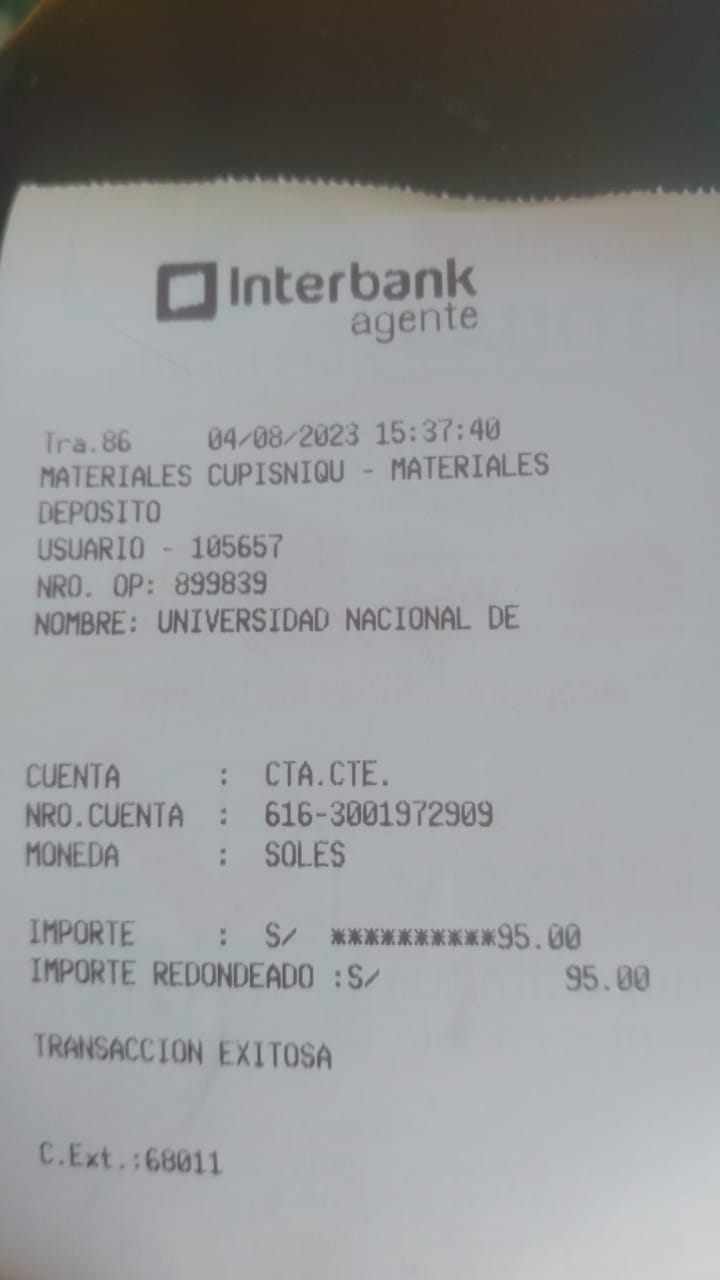 Interbank
agente
Tra.86 04/08/2023 15:37:40
MATERIALES CUPISNIQU - MATERIALES
DEPOSITO
USUARIO - 105657
NRO. OP: 899839
NOMBRE: UNIVERSIDAD NACIONAL DE
CUENTA : CTA.CTE.
NRO.CUENTA : 616-3001972909
MONEDA : SOLES
IMPORTE : S/ **********95.00
IMPORTE REDONDEADO :S/ 95.00
TRANSACCION EXITOSA
C.Ext.:68011